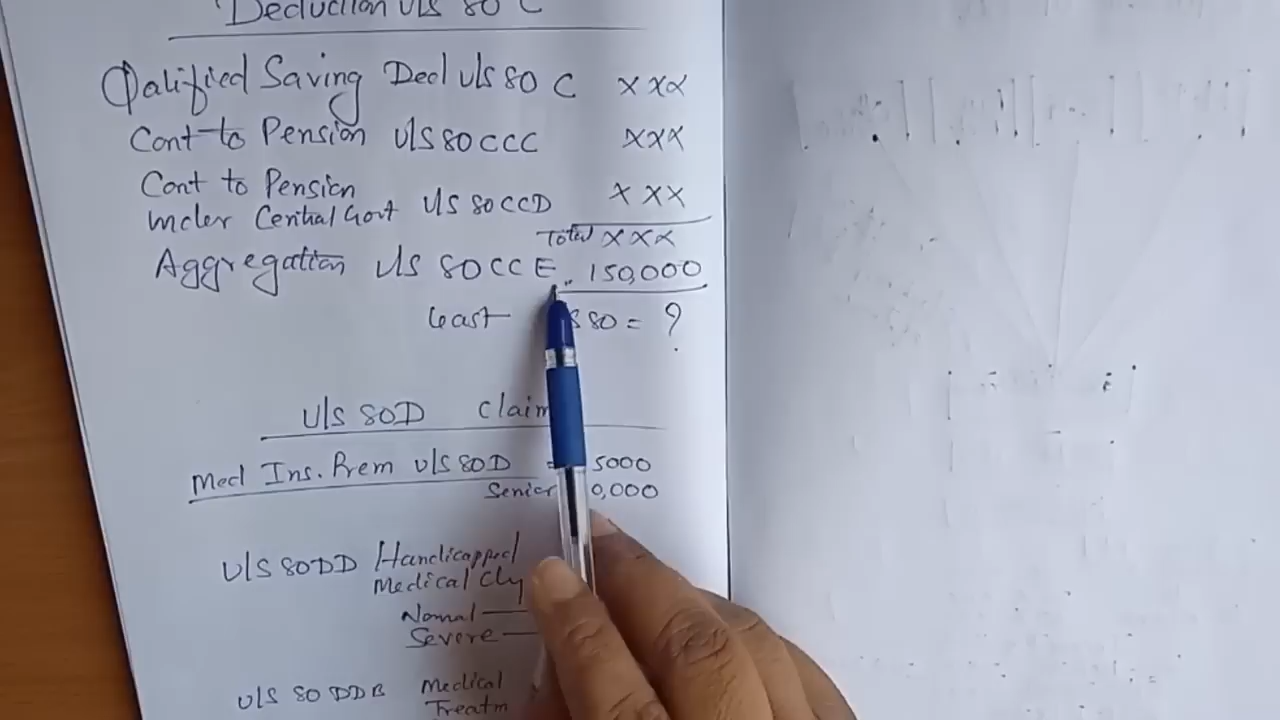 Deduction U/S 80 C
Qalified Saving Ded U/S 80 C xxx
Cont to Pension U/S 80CCC xxx
Cont to Pension
under Central Govt U/S 80CCD xxx
Total xxx
Aggregation U/S 80CCE 150,000
Least S 80 = ?
U/S 80D Claim
Med Ins. Prem U/S 80D = 5000
Senior 0,000
U/S 80DD Handicapped
Medical
Normal
Severe
U/S 80 DDB Medical
Treatm